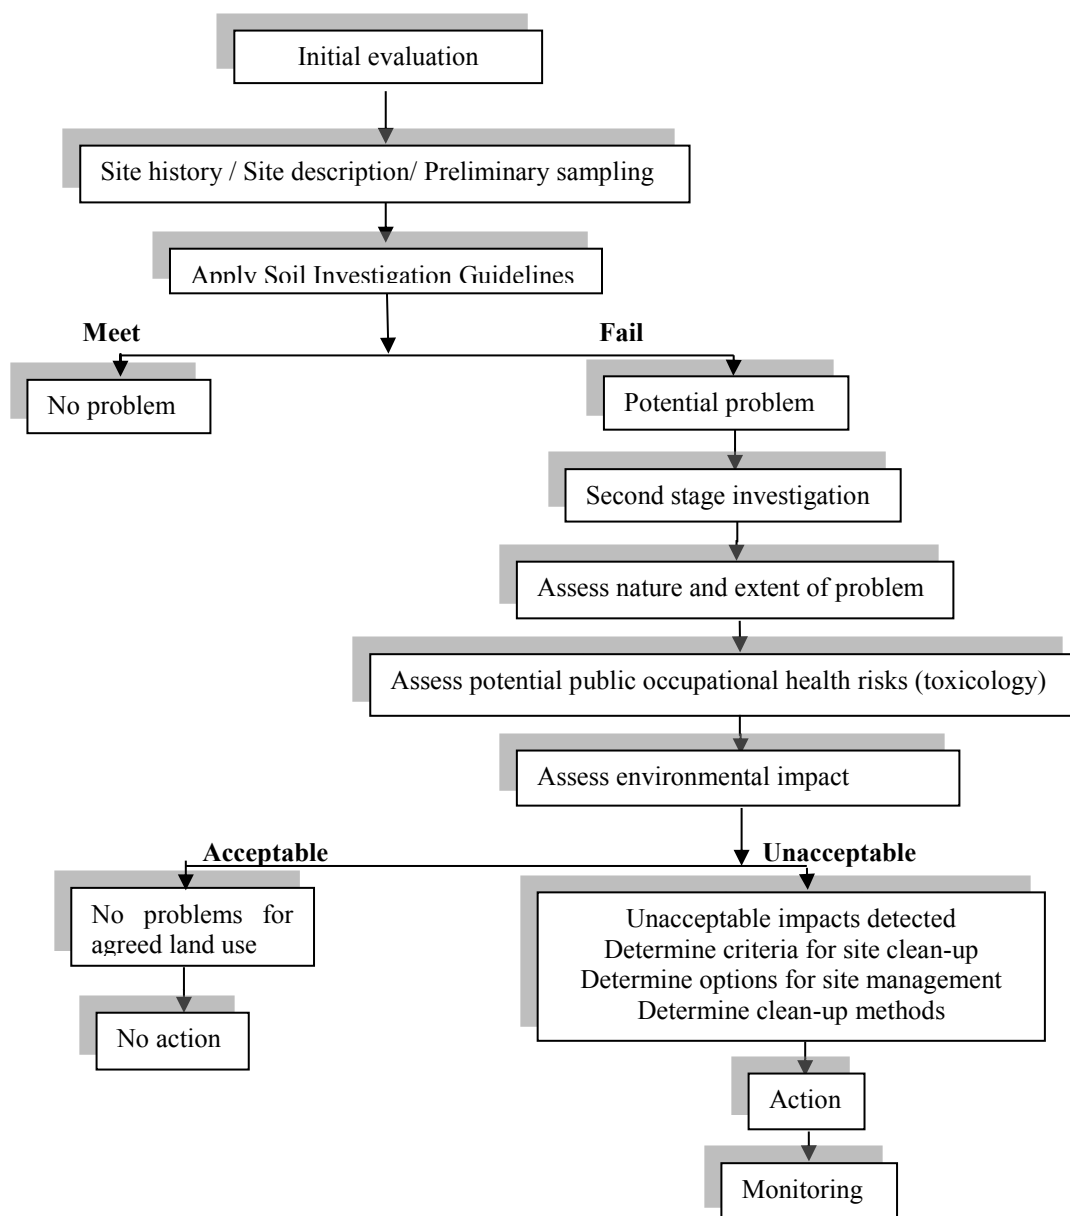 Initial evaluation
Site history / Site description/ Preliminary sampling
Apply Soil Investigation Guidelines
Meet
Fail
No problem
Potential problem
Second stage investigation
Assess nature and extent of problem
Assess potential public occupational health risks (toxicology)
Assess environmental impact
Acceptable
Unacceptable
No problems for
agreed land use
Unacceptable impacts detected
Determine criteria for site clean-up
Determine options for site management
Determine clean-up methods
No action
Action
Monitoring